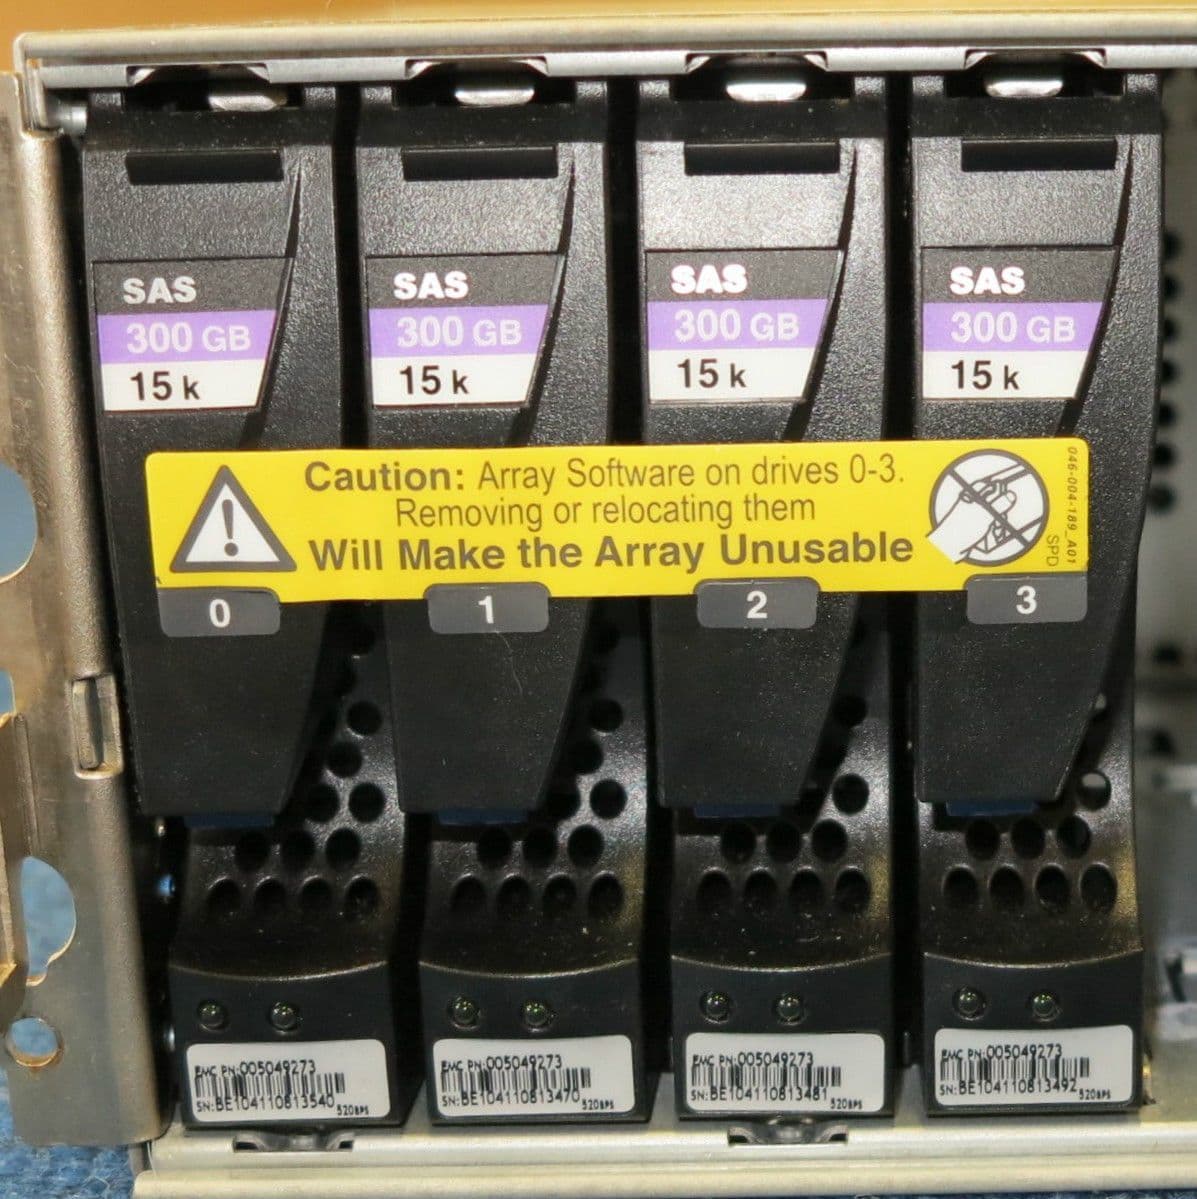 SAS
300 GB
15 k
SAS
300 GB
15 k
SAS
300 GB
15 k
SAS
300 GB
15 k
Caution: Array Software on drives 0-3.
Removing or relocating them
Will Make the Array Unusable
046-004-189_A01
SPD
0
1
2
3
EMC PN:005049273
SN:BE104110813540
520BPS
EMC PN:005049273
SN:BE104110813470
520BPS
EMC PN:005049273
SN:BE104110813481
520BPS
EMC PN:005049273
SN:BE104110813492
520BPS